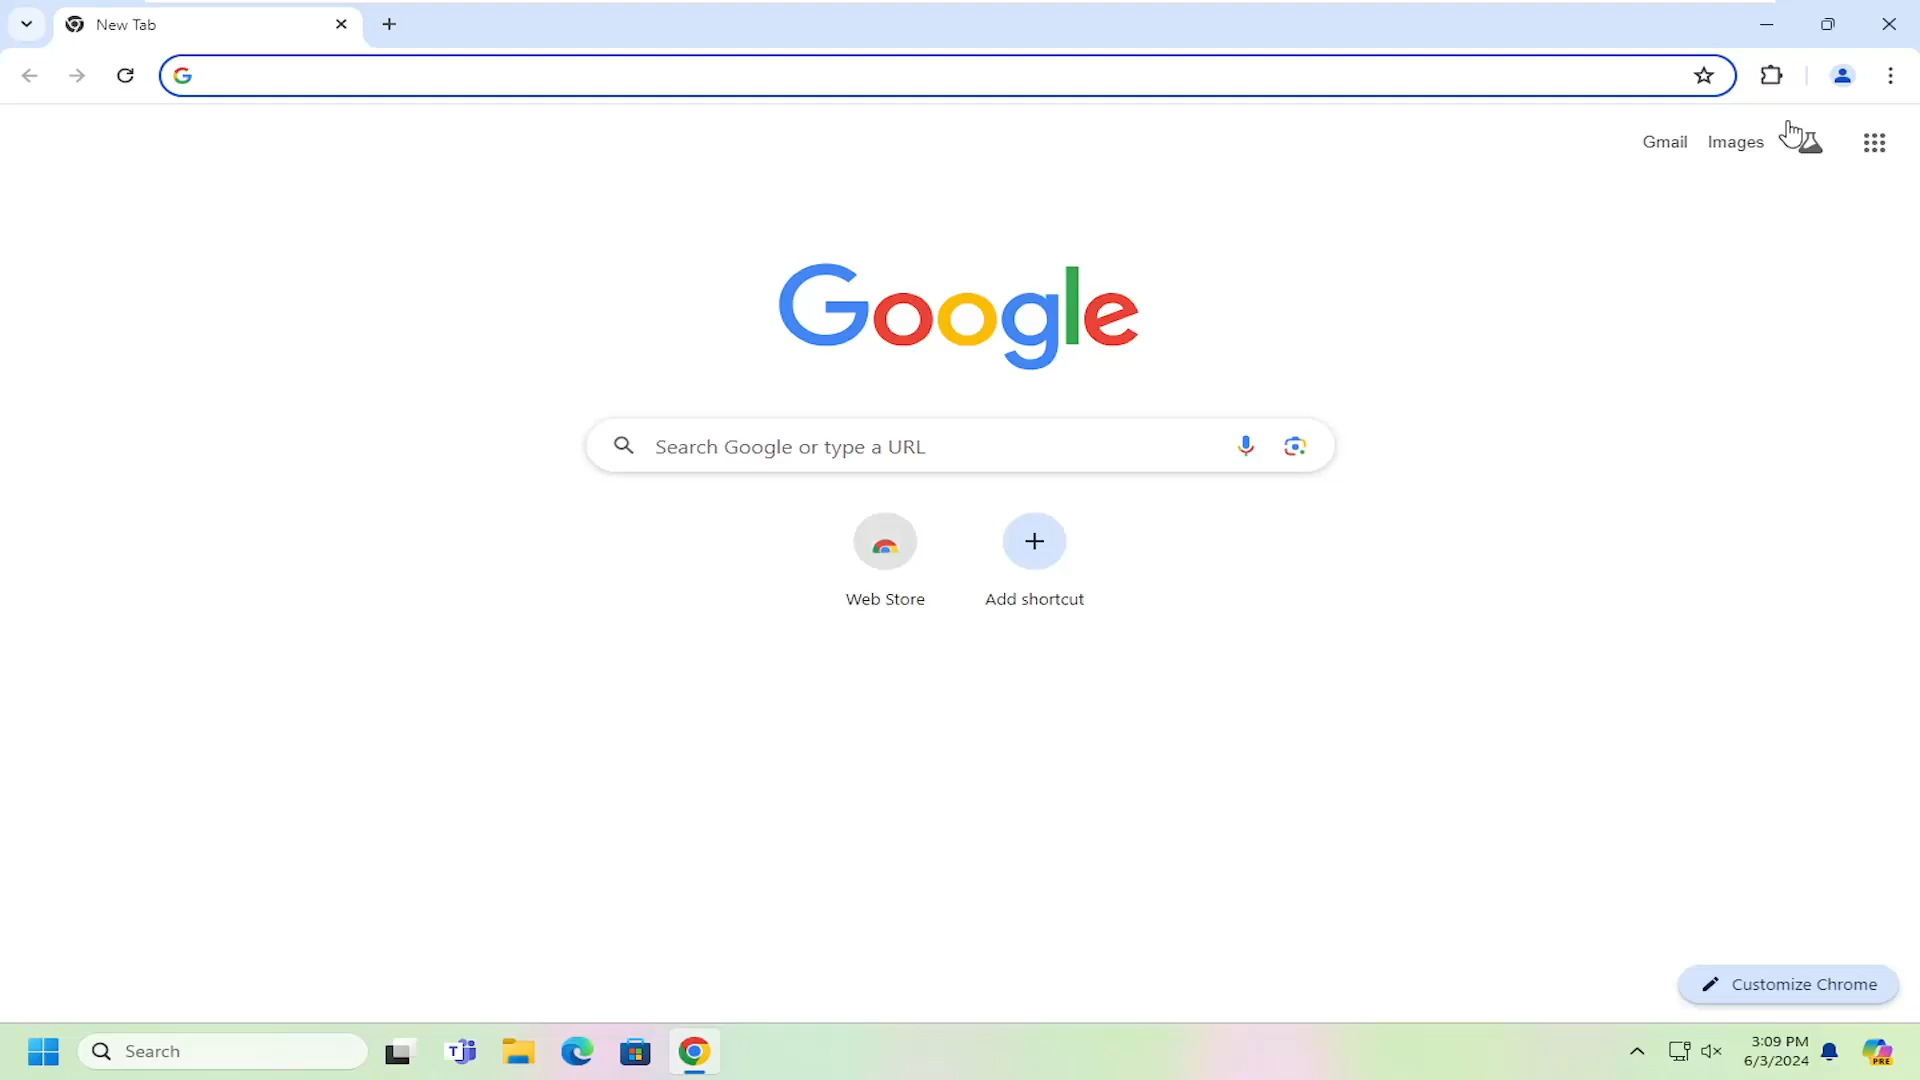 New Tab
Gmail Images
Google
Search Google or type a URL
Web Store Add shortcut
Customize Chrome
Search
3:09 PM
6/3/2024
PRE